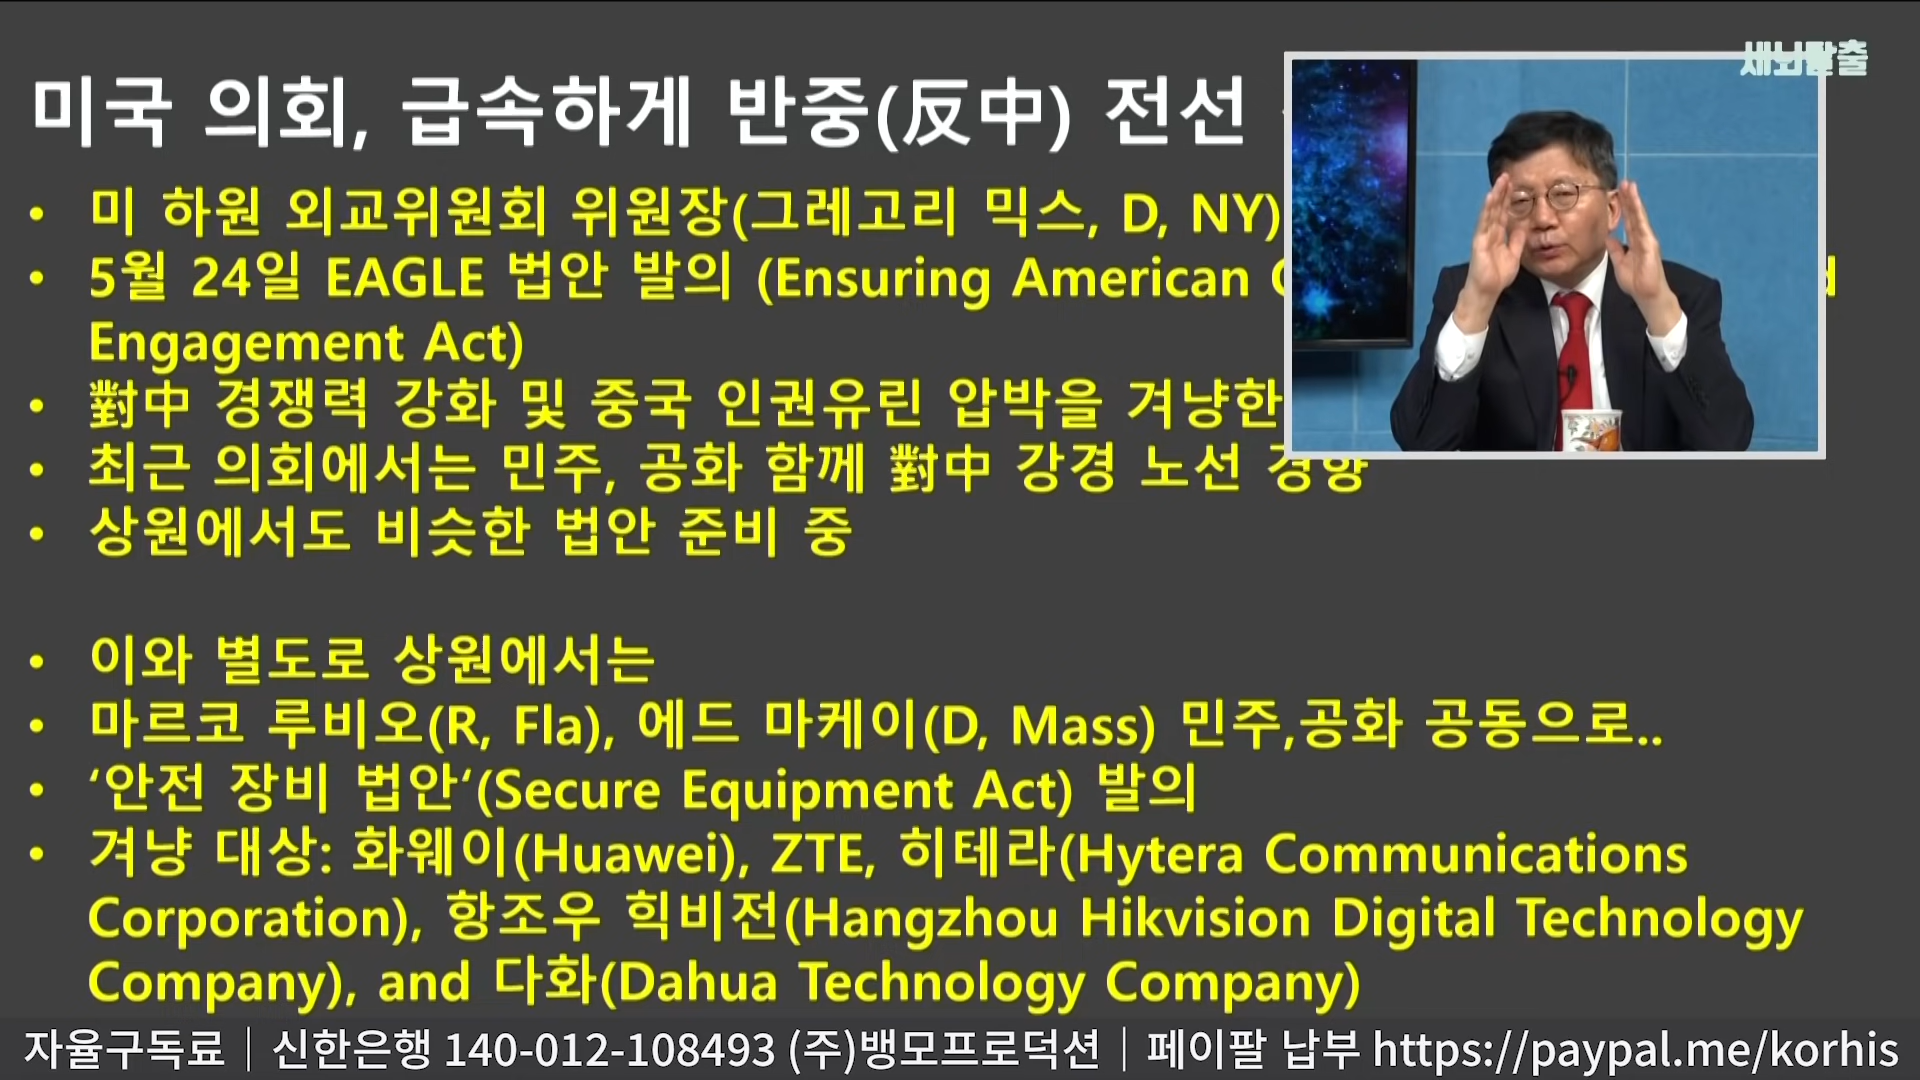 세뇌탈출
미국 의회, 급속하게 반중(反中) 전선
• 미 하원 외교위원회 위원장(그레고리 믹스, D, NY)
• 5월 24일 EAGLE 법안 발의 (Ensuring American
Engagement Act)
• 對中 경쟁력 강화 및 중국 인권유린 압박을 겨냥한
• 최근 의회에서는 민주, 공화 함께 對中 강경 노선 경향
• 상원에서도 비슷한 법안 준비 중
• 이와 별도로 상원에서는
• 마르코 루비오(R, Fla), 에드 마케이(D, Mass) 민주,공화 공동으로..
• ‘안전 장비 법안‘(Secure Equipment Act) 발의
• 겨냥 대상: 화웨이(Huawei), ZTE, 히테라(Hytera Communications
Corporation), 항조우 힉비전(Hangzhou Hikvision Digital Technology
Company), and 다화(Dahua Technology Company)
자율구독료｜신한은행 140-012-108493 (주)뱅모프로덕션｜페이팔 납부 https://paypal.me/korhis